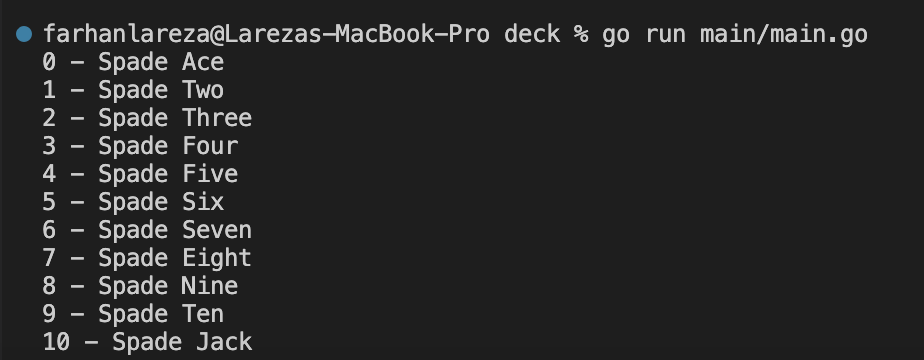 farhanlareza@Larezas-MacBook-Pro deck % go run main/main.go
0 - Spade Ace
1 - Spade Two
2 - Spade Three
3 - Spade Four
4 - Spade Five
5 - Spade Six
6 - Spade Seven
7 - Spade Eight
8 - Spade Nine
9 - Spade Ten
10 - Spade Jack